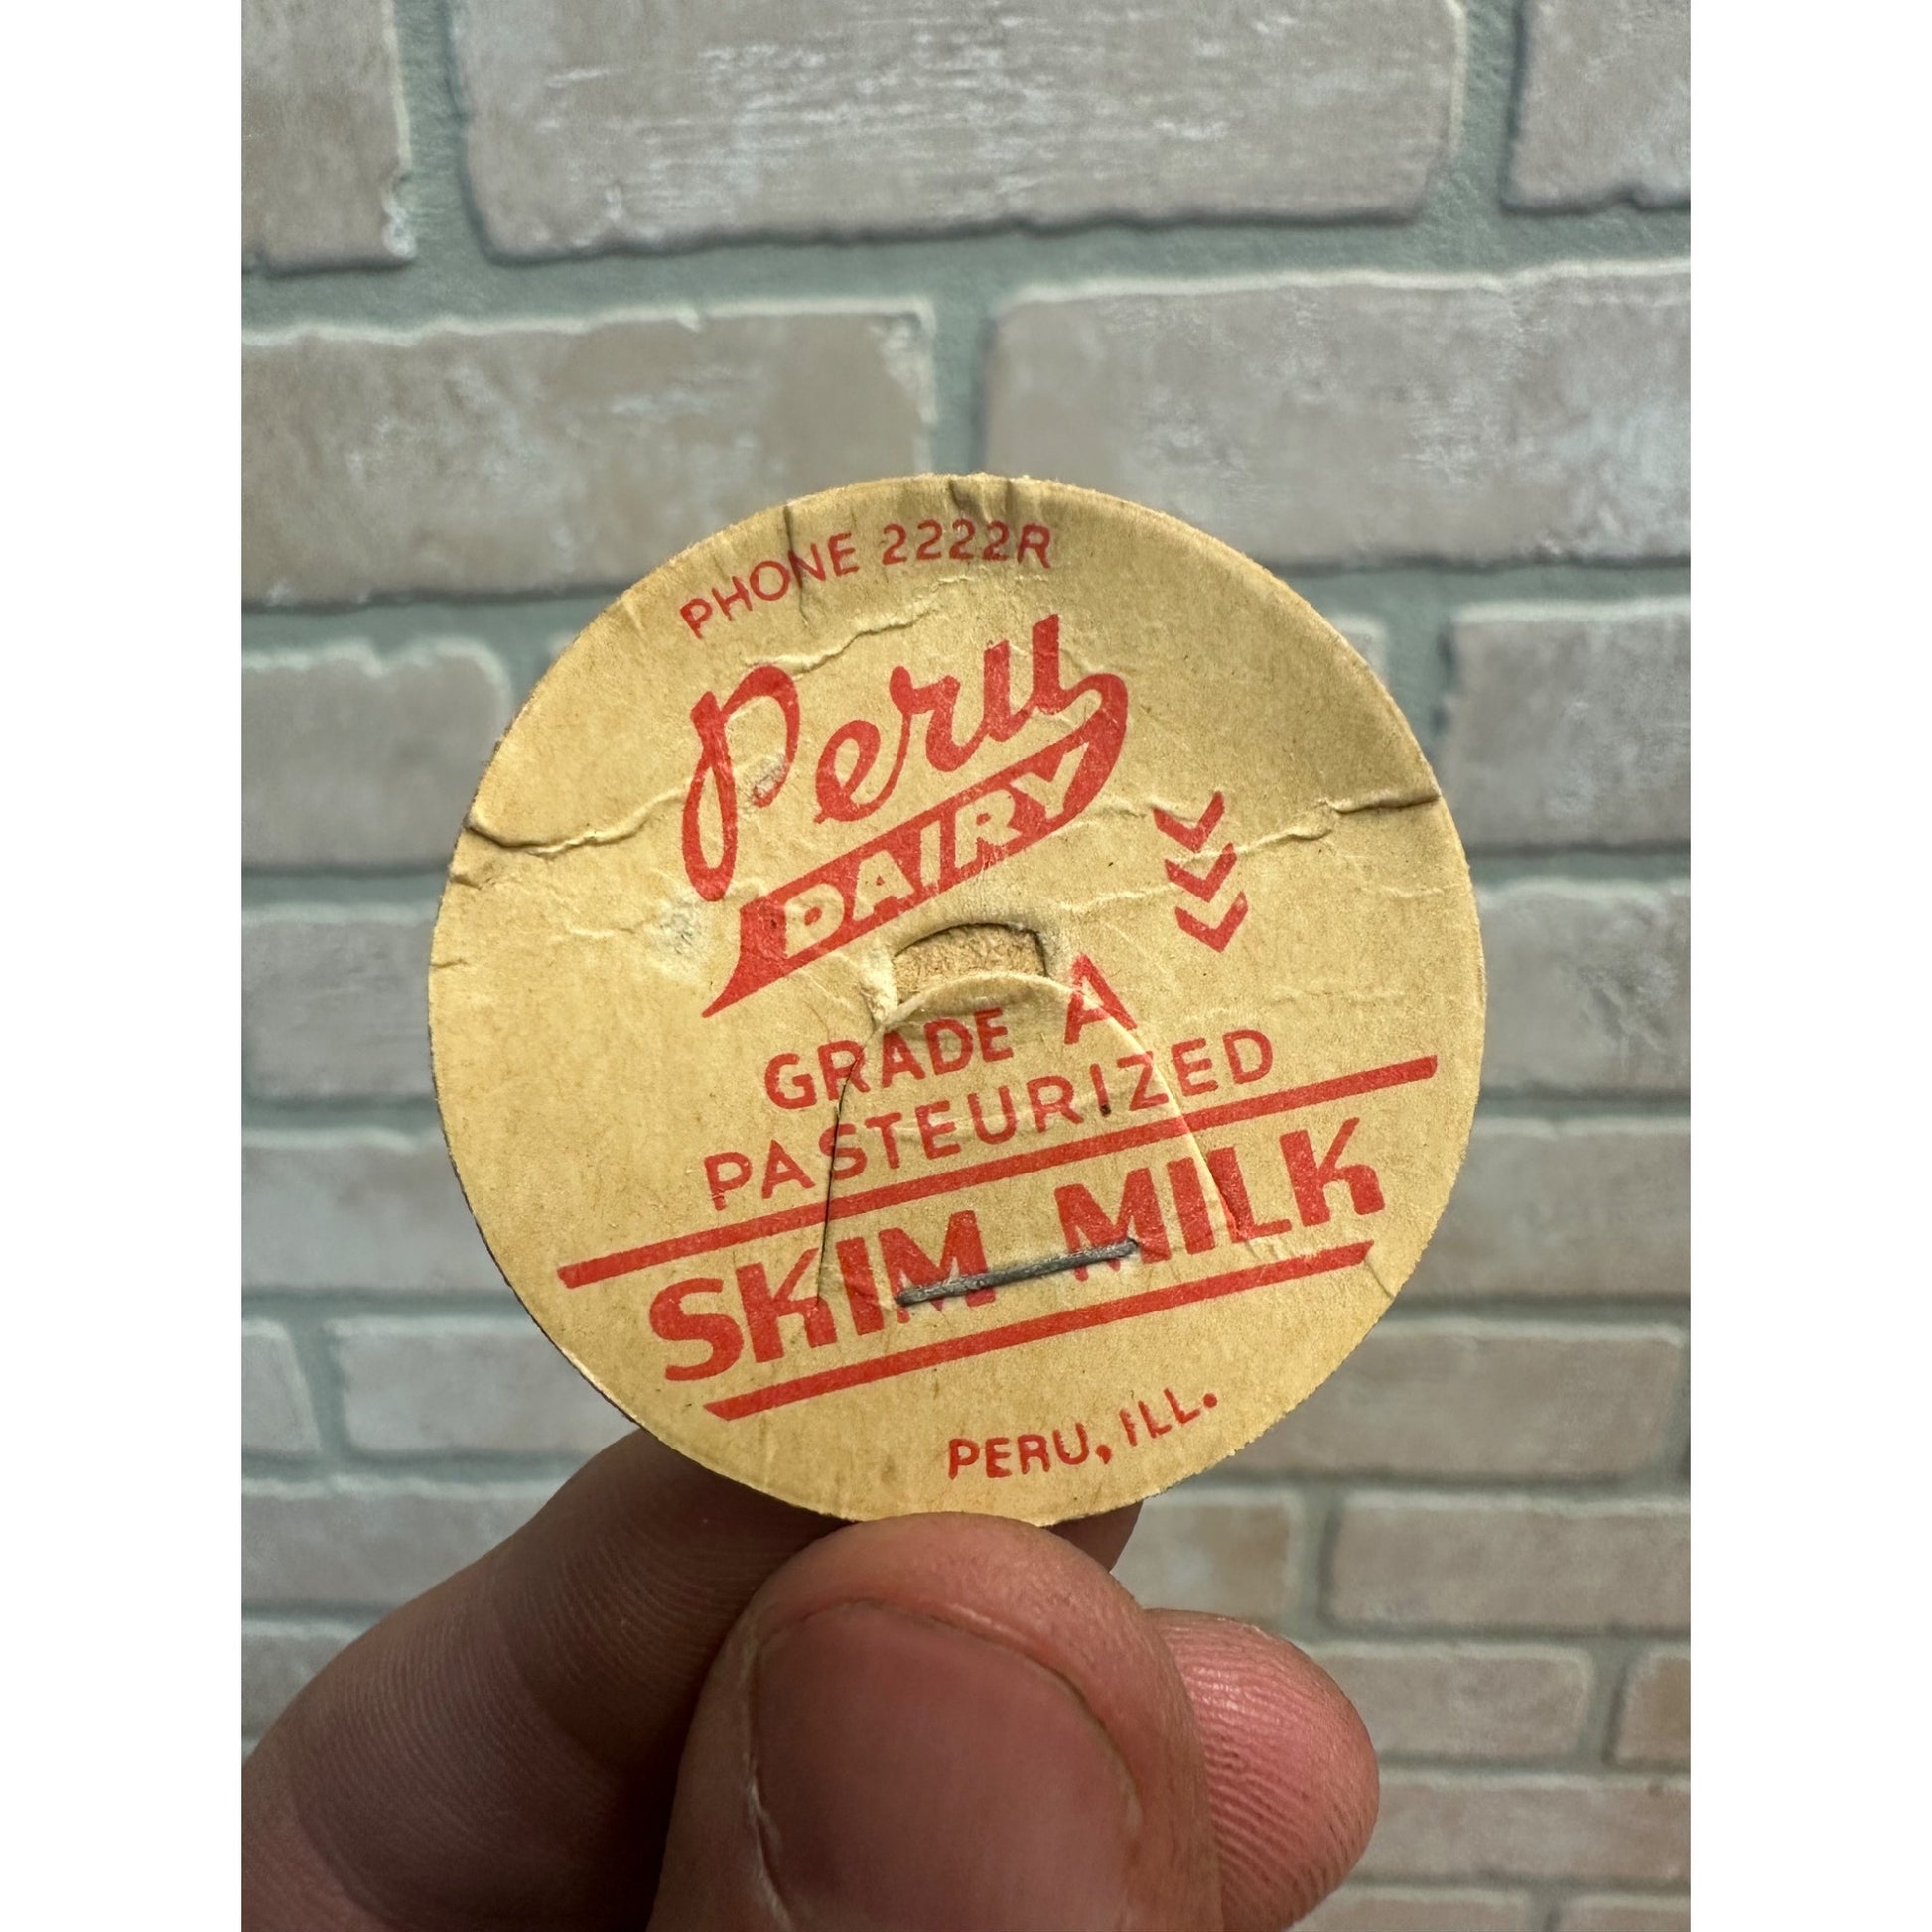 PHONE 2222R
Peru
DAIRY
GRADE A
PASTEURIZED
SKIM MILK
PERU, ILL.